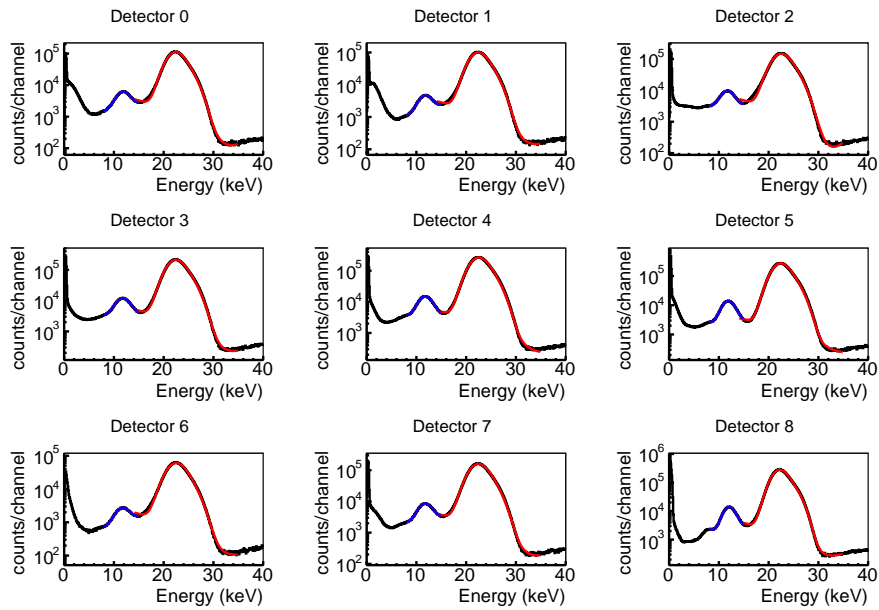 Detector 0
Detector 1
Detector 2
counts/channel
10^5
10^4
10^3
10^2
0 10 20 30 40
Energy (keV)
counts/channel
10^5
10^4
10^3
10^2
0 10 20 30 40
Energy (keV)
counts/channel
10^5
10^4
10^3
10^2
0 10 20 30 40
Energy (keV)
Detector 3
Detector 4
Detector 5
counts/channel
10^5
10^4
10^3
0 10 20 30 40
Energy (keV)
counts/channel
10^5
10^4
10^3
0 10 20 30 40
Energy (keV)
counts/channel
10^5
10^4
10^3
0 10 20 30 40
Energy (keV)
Detector 6
Detector 7
Detector 8
counts/channel
10^5
10^4
10^3
10^2
0 10 20 30 40
Energy (keV)
counts/channel
10^5
10^4
10^3
10^2
0 10 20 30 40
Energy (keV)
counts/channel
10^6
10^5
10^4
10^3
0 10 20 30 40
Energy (keV)